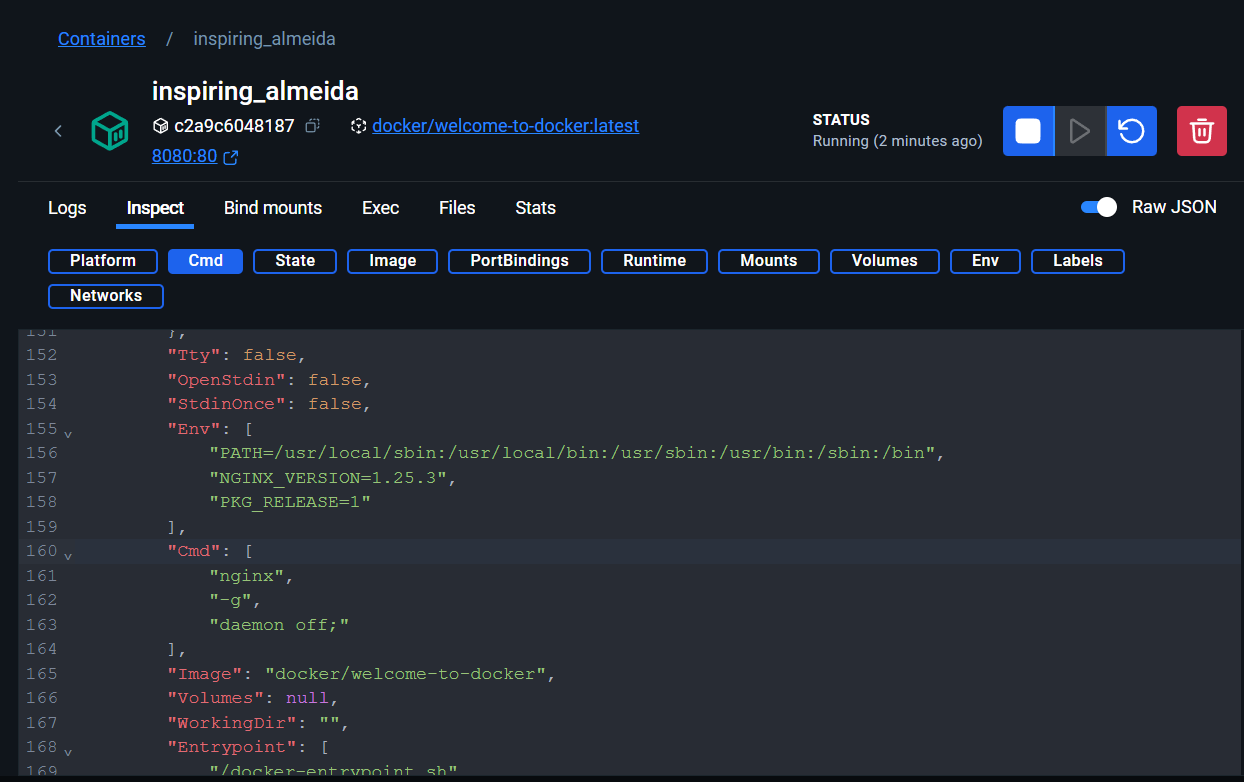 Containers / inspiring_almeida
inspiring_almeida
c2a9c6048187 docker/welcome-to-docker:latest
8080:80
STATUS
Running (2 minutes ago)
Logs Inspect Bind mounts Exec Files Stats Raw JSON
Platform Cmd State Image PortBindings Runtime Mounts Volumes Env Labels
Networks
151 },
152 "Tty": false,
153 "OpenStdin": false,
154 "StdinOnce": false,
155 "Env": [
156 "PATH=/usr/local/sbin:/usr/local/bin:/usr/sbin:/usr/bin:/sbin:/bin",
157 "NGINX_VERSION=1.25.3",
158 "PKG_RELEASE=1"
159 ],
160 "Cmd": [
161 "nginx",
162 "-g",
163 "daemon off;"
164 ],
165 "Image": "docker/welcome-to-docker",
166 "Volumes": null,
167 "WorkingDir": "",
168 "Entrypoint": [
169 "/docker-entrypoint.sh"